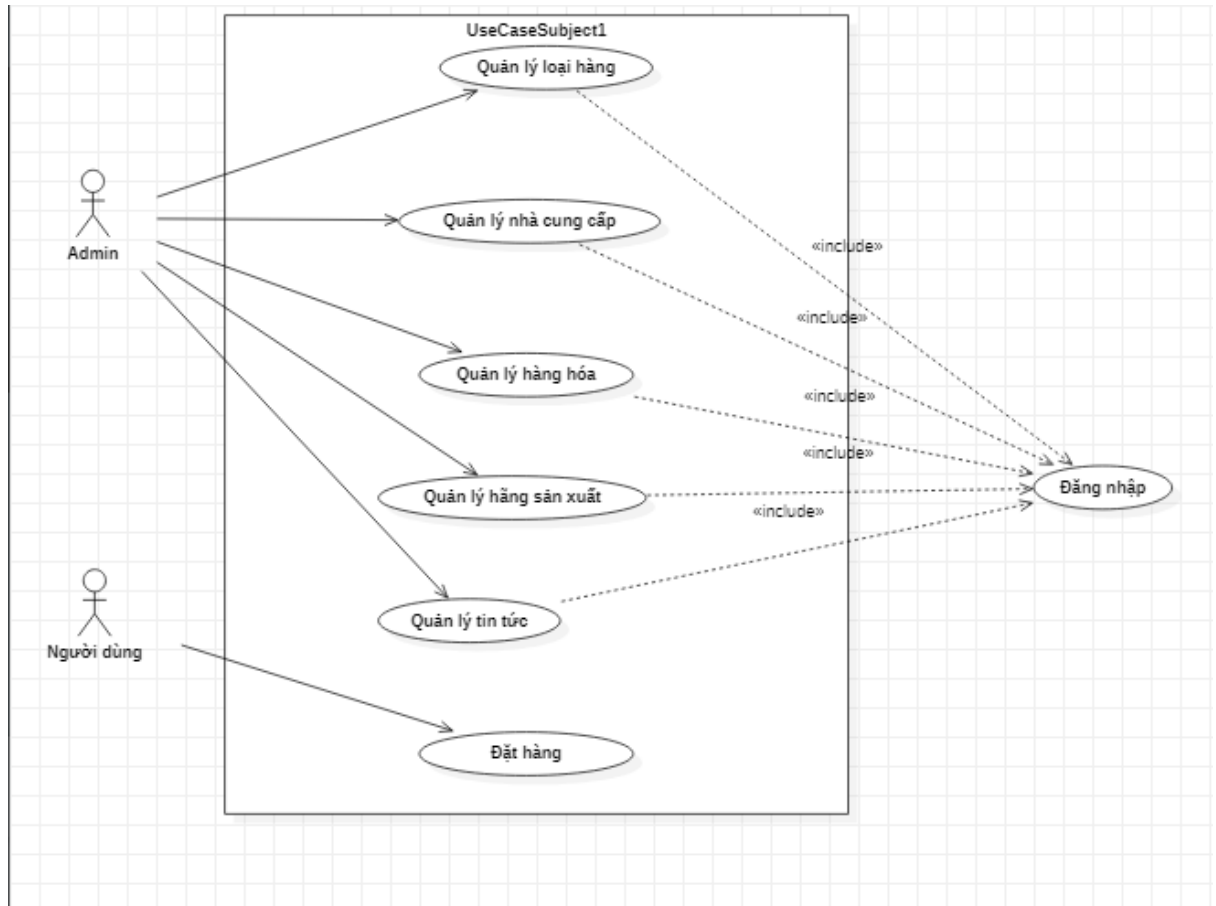 UseCaseSubject1
Quản lý loại hàng
Admin
Quản lý nhà cung cấp
«include»
«include»
Quản lý hàng hóa
«include»
«include»
Quản lý hãng sản xuất
Đăng nhập
«include»
Quản lý tin tức
Người dùng
Đặt hàng